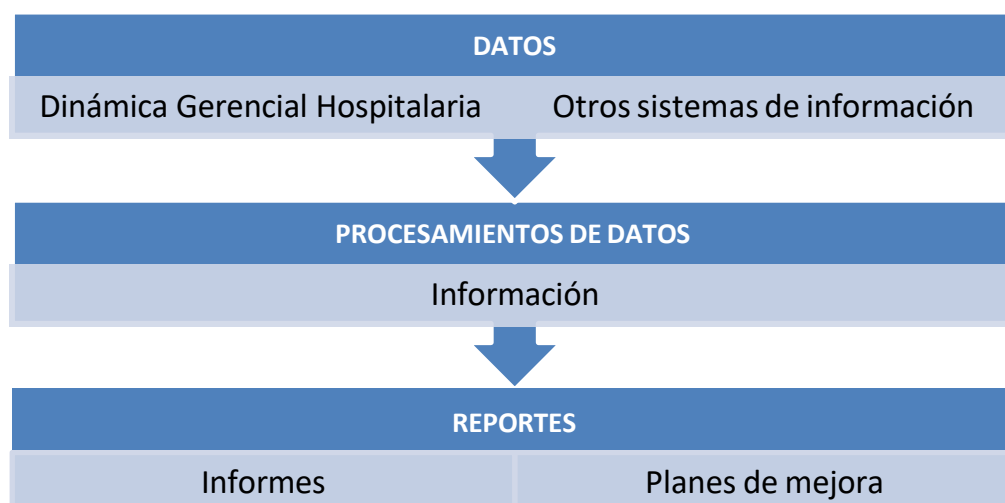 DATOS
Dinámica Gerencial Hospitalaria Otros sistemas de información
PROCESAMIENTOS DE DATOS
Información
REPORTES
Informes Planes de mejora